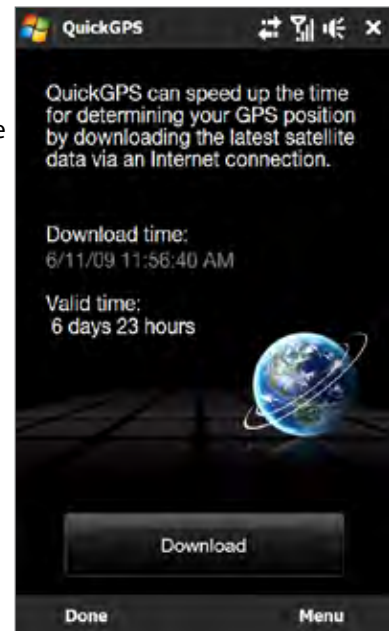 QuickGPS
QuickGPS can speed up the time
for determining your GPS position
by downloading the latest satellite
data via an Internet connection.
e
Download time:
6/11/09 11:56:40 AM
Valid time:
6 days 23 hours
Download
Done Menu